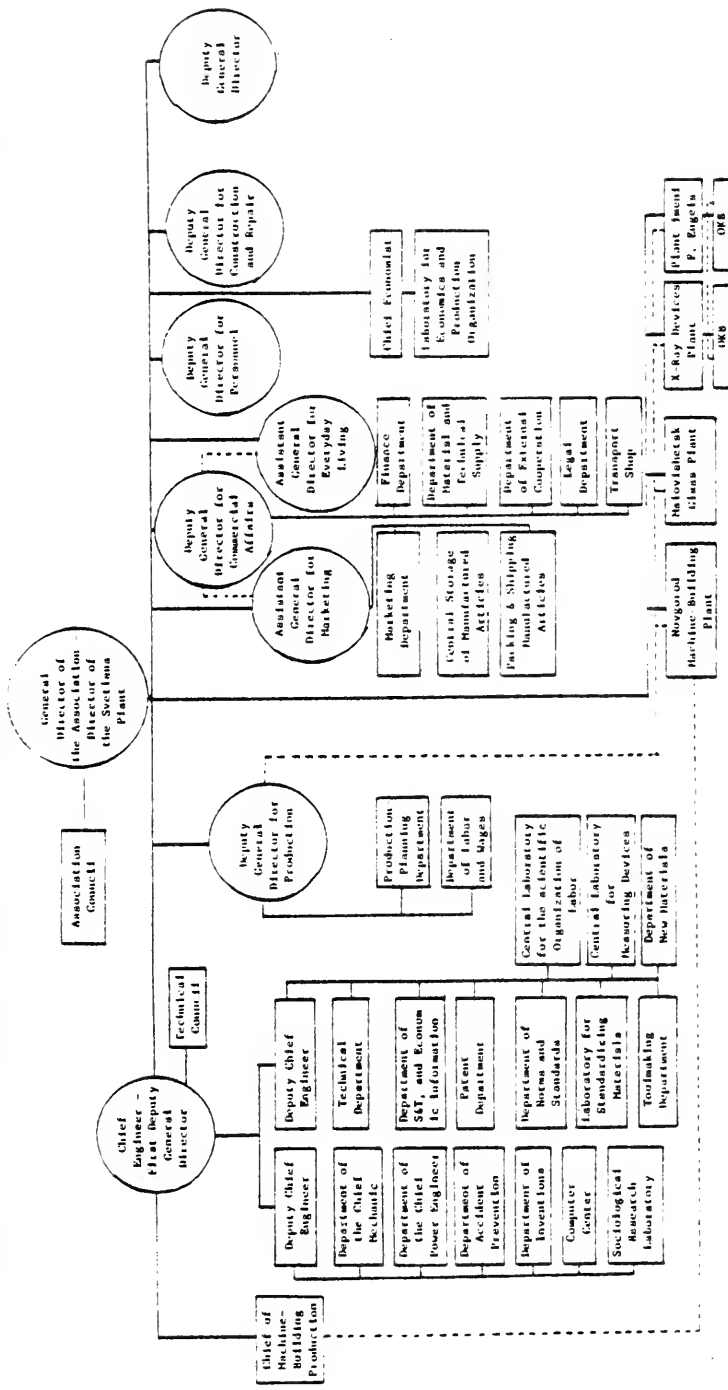 General
Director of
the Association -
Director of
the Svetlana
Plant
Association
Council
Chief
Engineer -
First Deputy
General
Director
Technical
Council
Chief of
Machine-
Building
Production
Deputy Chief
Engineer
Department of
the Chief
Mechanic
Department of
the Chief
Power Engineer
Department of
Accident
Prevention
Department of
Inventions
Computer
Center
Sociological
Research
Laboratory
Deputy Chief
Engineer
Technical
Department
Department of
S&T, and Econom
ic Information
Patent
Department
Department of
Norms and
Standards
Laboratory for
Standardizing
Materials
Toolmaking
Department
Central Laboratory
for the scientific
Organization of
Labor
Central Laboratory
for
Measuring Devices
Department of
New Materials
Deputy
General
Director for
Production
Production
Planning
Department
Department of
Labor
and Wages
Assistant
General
Director for
Marketing
Marketing
Department
Central Storage
of Manufactured
Articles
Packing & Shipping
Manufactured
Articles
Deputy
General
Director for
Commercial
Affairs
Assistant
General
Director for
Everyday
Living
Finance
Department
Department of
Material and
Technical
Supply
Department
of External
Cooperation
Legal
Department
Transport
Shop
Deputy
General
Director for
Personnel
Chief Economist
Laboratory for
Economics and
Production
Organization
Deputy
General
Director for
Construction
and Repair
Deputy
General
Director
Novgorod
Machine-Building
Plant
Glass Plant
X-Ray Devices
Plant
OKB
Plant
F. Engels
OKB